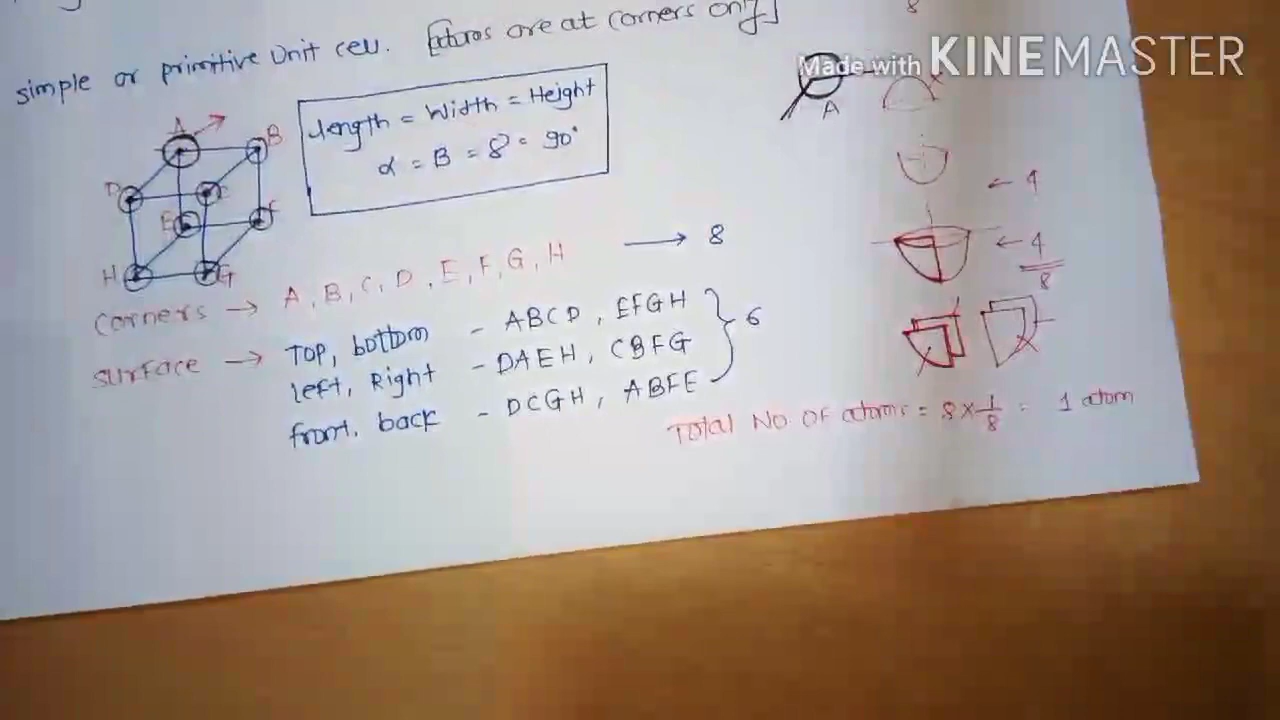 simple or primitive unit cell. [atoms are at corners only]
8
Made with KINEMASTER
A
length = Width = Height
α = B = 8 = 90°
A
B
D
C
E
F
H
G
← 4
← 4
8
corners → A, B, C, D, E, F, G, H → 8
surface → Top, bottom - ABCD, EFGH
left, Right - DAEH, CBFG } 6
front, back - DCGH, ABFE
Total No of atoms = 8 × 1/8 = 1 atom